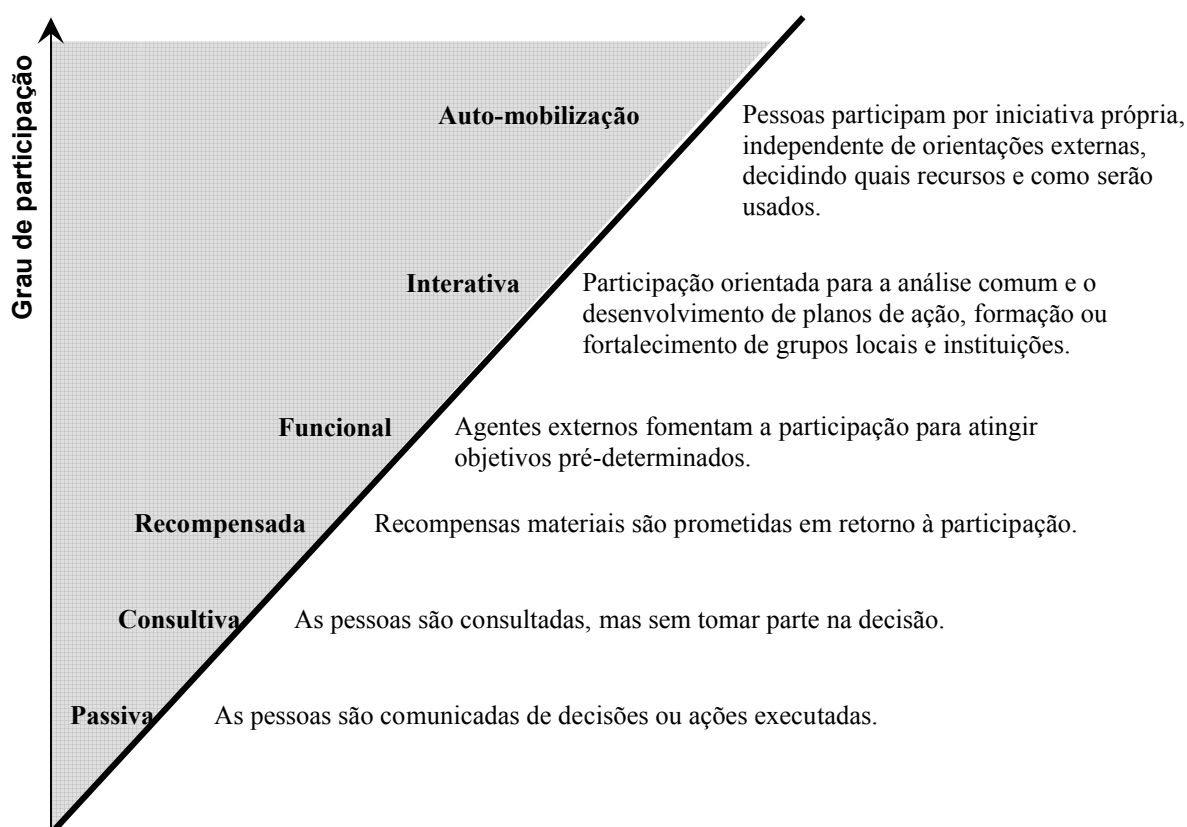 Grau de participação
Auto-mobilização
Pessoas participam por iniciativa própria,
independente de orientações externas,
decidindo quais recursos e como serão
usados.
Interativa
Participação orientada para a análise comum e o
desenvolvimento de planos de ação, formação ou
fortalecimento de grupos locais e instituições.
Funcional
Agentes externos fomentam a participação para atingir
objetivos pré-determinados.
Recompensada
Recompensas materiais são prometidas em retorno à participação.
Consultiva
As pessoas são consultadas, mas sem tomar parte na decisão.
Passiva
As pessoas são comunicadas de decisões ou ações executadas.